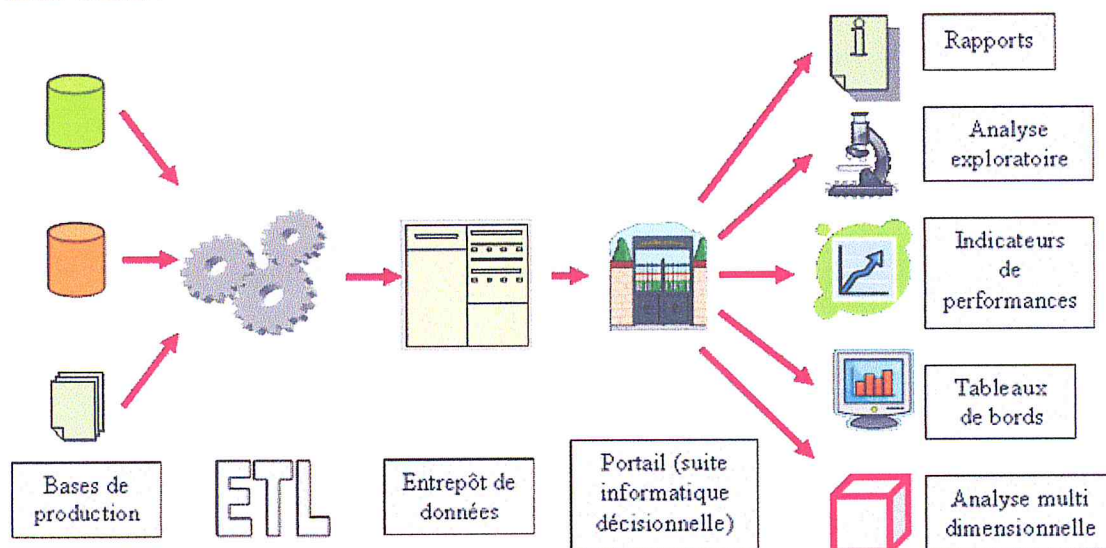 i
Rapports
Analyse
exploratoire
Indicateurs
de
performances
Tableaux
de bords
Bases de
production
ETL
Entrepôt de
données
Portail (suite
informatique
décisionnelle)
Analyse multi
dimensionnelle